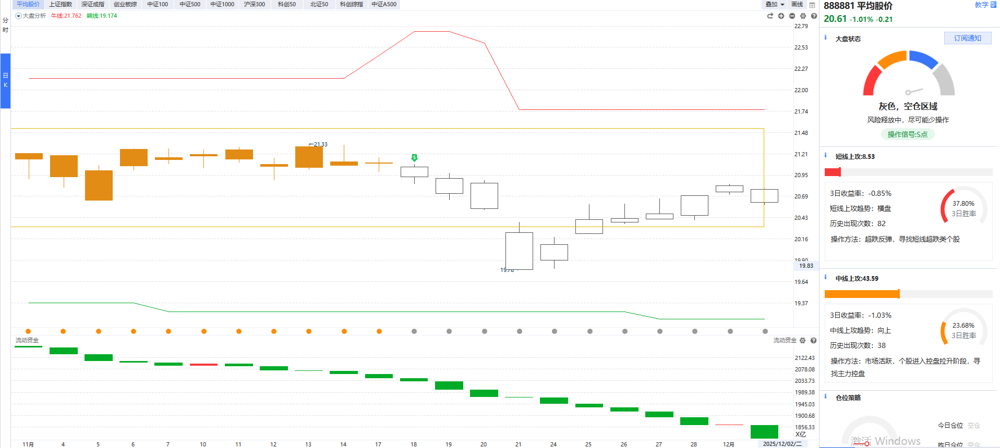 平均股价 上证指数 深证成指 创业板综 中证100 中证500 中证1000 沪深300 科创50 北证50 科创综指 中证A500 叠加 画线
大盘分析 牛线:21.762 熊线:19.174
分时
日K
22.79
22.53
22.27
22.00
21.74
21.48
21.21
20.95
20.69
20.43
20.16
19.90
19.83
19.64
19.37
←21.33
S
19.78
流动资金
流动资金
2122.43
2078.08
2033.73
1989.38
1945.03
1900.68
1856.33
X亿
11月 4 5 6 7 10 11 12 13 14 17 18 19 20 21 24 25 26 27 28 12月 2025/12/02/二
888881 平均股价 教学
20.61 -1.01% -0.21
大盘状态 订阅通知
灰色，空仓区域
风险释放中，尽可能少操作
操作信号:S点
短线上攻:8.53
3日收益率：-0.85%
短线上攻趋势：横盘
历史出现次数：82
37.80%
3日胜率
操作方法：超跌反弹，寻找短线超跌类个股
中线上攻:43.59
3日收益率：-1.03%
中线上攻趋势：向上
历史出现次数：38
23.68%
3日胜率
操作方法：市场活跃，个股进入控盘拉升阶段，寻
找主力控盘
仓位策略
今日仓位 空仓
昨日仓位 空仓
激活 Windows